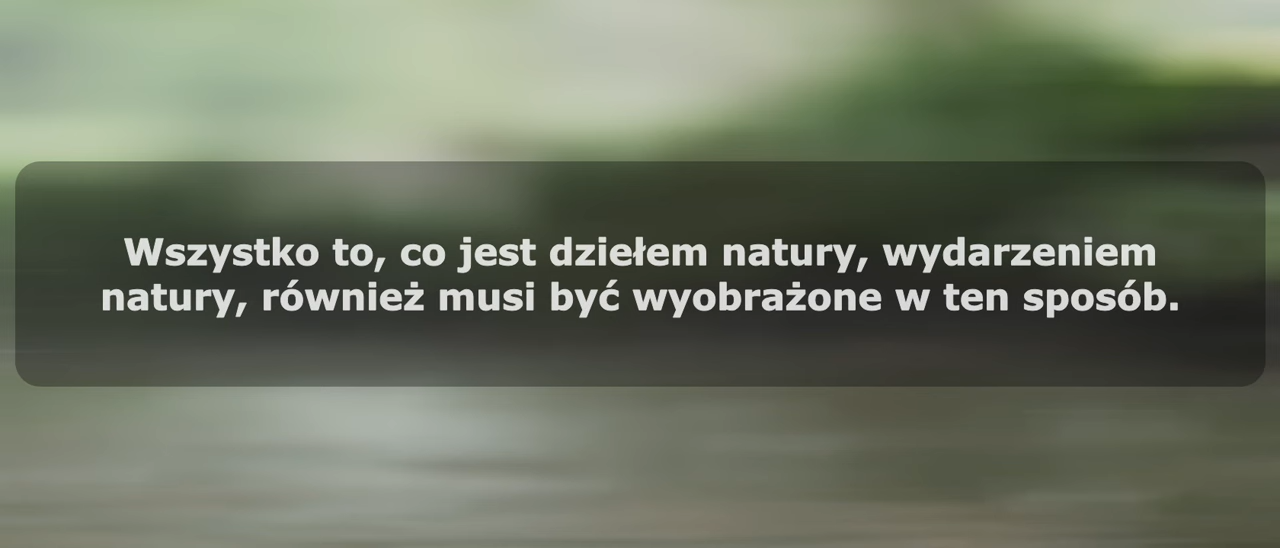 Wszystko to, co jest dziełem natury, wydarzeniem
natury, również musi być wyobrażone w ten sposób.